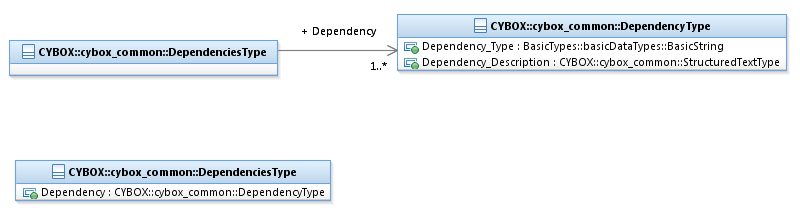 + Dependency
CYBOX::cybox_common::DependencyType
CYBOX::cybox_common::DependenciesType
Dependency_Type : BasicTypes::basicDataTypes::BasicString
1..*
Dependency_Description : CYBOX::cybox_common::StructuredTextType
CYBOX::cybox_common::DependenciesType
Dependency : CYBOX::cybox_common::DependencyType